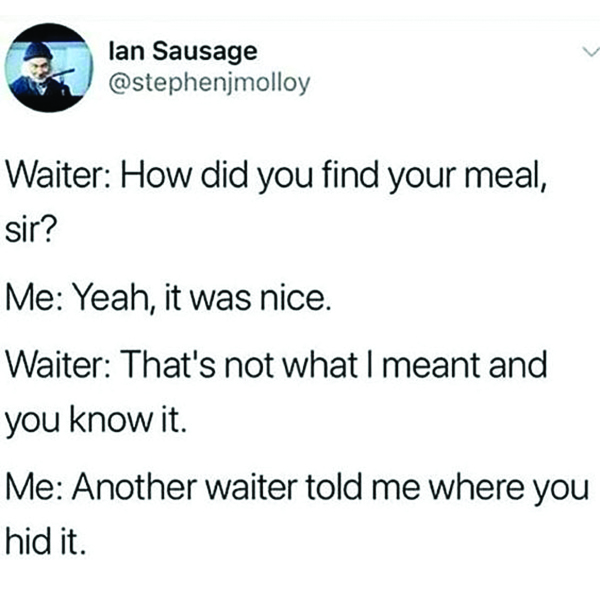 Ian Sausage
@stephenjmolloy
Waiter: How did you find your meal,
sir?
Me: Yeah, it was nice.
Waiter: That's not what I meant and
you know it.
Me: Another waiter told me where you
hid it.